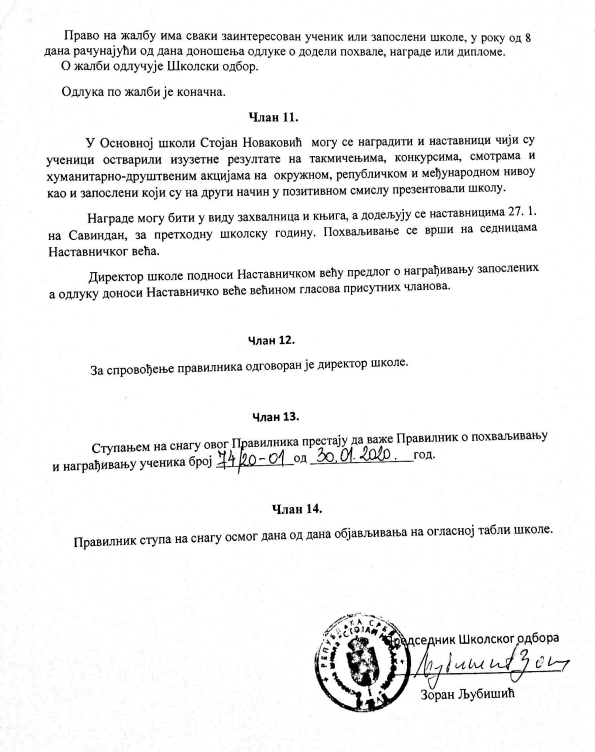 Право на жалбу има сваки заинтересован ученик или запослени школе, у року од 8
дана рачунајући од дана доношења одлуке о додели похвале, награде или дипломе.
О жалби одлучује Школски одбор.
Одлука по жалби је коначна.
Члан 11.
У Основној школи Стојан Новаковић могу се наградити и наставници чији су
ученици остварили изузетне резултате на такмичењима, конкурсима, смотрама и
хуманитарно-друштвеним акцијама на окружном, републичком и међународном нивоу
као и запослени који су на други начин у позитивном смислу презентовали школу.
Награде могу бити у виду захвалница и књига, а додељују се наставницима 27. 1.
на Савиндан, за претходну школску годину. Похваљивање се врши на седницама
Наставничког већа.
Директор школе подноси Наставничком већу предлог о награђивању запослених
а одлуку доноси Наставничко веће већином гласова присутних чланова.
Члан 12.
За спровођење правилника одговоран је директор школе.
Члан 13.
Ступањем на снагу овог Правилника престају да важе Правилник о похваљивању
и награђивању ученика број 74/20-01 од 30.01.2020. год.
Члан 14.
Правилник ступа на снагу осмог дана од дана објављивања на огласној табли школе.
РЕПУБЛИКА
Председник Школског одбора
Зоран Љубишић